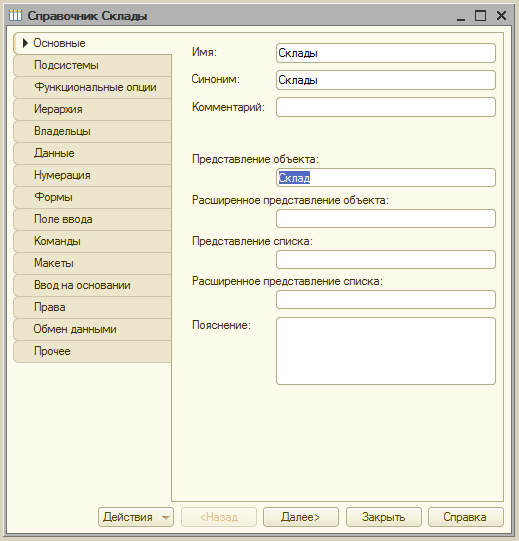 Справочник Склады
Основные
Подсистемы
Функциональные опции
Иерархия
Владельцы
Данные
Нумерация
Формы
Поле ввода
Команды
Макеты
Ввод на основании
Права
Обмен данными
Прочее
Имя: Склады
Синоним: Склады
Комментарий:
Представление объекта:
Склад
Расширенное представление объекта:
Представление списка:
Расширенное представление списка:
Пояснение:
Действия <Назад Далее> Закрыть Справка